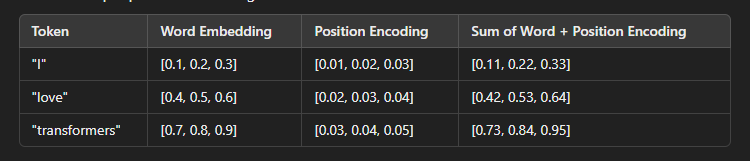 Token Word Embedding Position Encoding Sum of Word + Position Encoding
"I" [0.1, 0.2, 0.3] [0.01, 0.02, 0.03] [0.11, 0.22, 0.33]
"love" [0.4, 0.5, 0.6] [0.02, 0.03, 0.04] [0.42, 0.53, 0.64]
"transformers" [0.7, 0.8, 0.9] [0.03, 0.04, 0.05] [0.73, 0.84, 0.95]